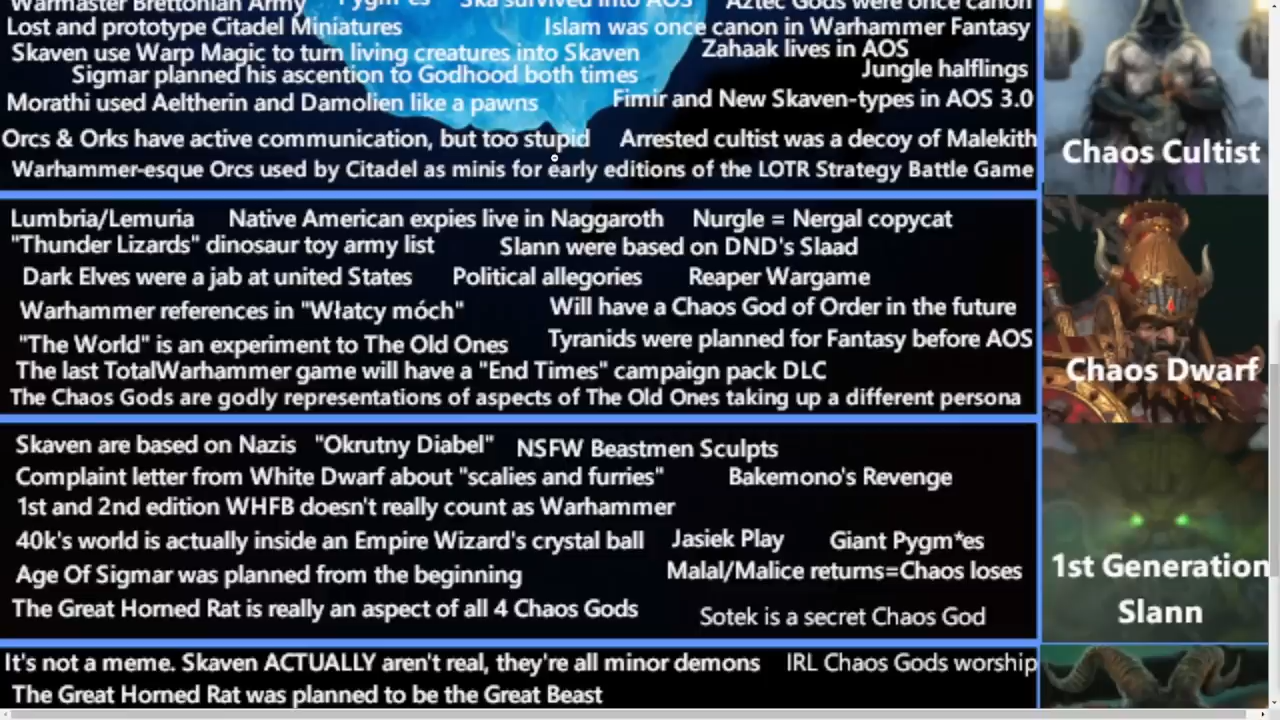 Warmaster Brettonian Army Pygm*es Ska survived into AOS Aztec Gods were once canon
Lost and prototype Citadel Miniatures Islam was once canon in Warhammer Fantasy
Skaven use Warp Magic to turn living creatures into Skaven Zahaak lives in AOS
Sigmar planned his ascention to Godhood both times Jungle halflings
Morathi used Aeltherin and Damolien like a pawns Fimir and New Skaven-types in AOS 3.0
Orcs & Orks have active communication, but too stupid Arrested cultist was a decoy of Malekith
Chaos Cultist
Warhammer-esque Orcs used by Citadel as minis for early editions of the LOTR Strategy Battle Game
Lumbria/Lemuria Native American expies live in Naggaroth Nurgle = Nergal copycat
"Thunder Lizards" dinosaur toy army list Slann were based on DND's Slaad
Dark Elves were a jab at united States Political allegories Reaper Wargame
Warhammer references in "Włatcy móch" Will have a Chaos God of Order in the future
"The World" is an experiment to The Old Ones Tyranids were planned for Fantasy before AOS
The last TotalWarhammer game will have a "End Times" campaign pack DLC
Chaos Dwarf
The Chaos Gods are godly representations of aspects of The Old Ones taking up a different persona
Skaven are based on Nazis "Okrutny Diabel" NSFW Beastmen Sculpts
Complaint letter from White Dwarf about "scalies and furries" Bakemono's Revenge
1st and 2nd edition WHFB doesn't really count as Warhammer
40k's world is actually inside an Empire Wizard's crystal ball Jasiek Play Giant Pygm*es
Age Of Sigmar was planned from the beginning Malal/Malice returns=Chaos loses
1st Generation
Slann
The Great Horned Rat is really an aspect of all 4 Chaos Gods Sotek is a secret Chaos God
It's not a meme. Skaven ACTUALLY aren't real, they're all minor demons IRL Chaos Gods worship
The Great Horned Rat was planned to be the Great Beast